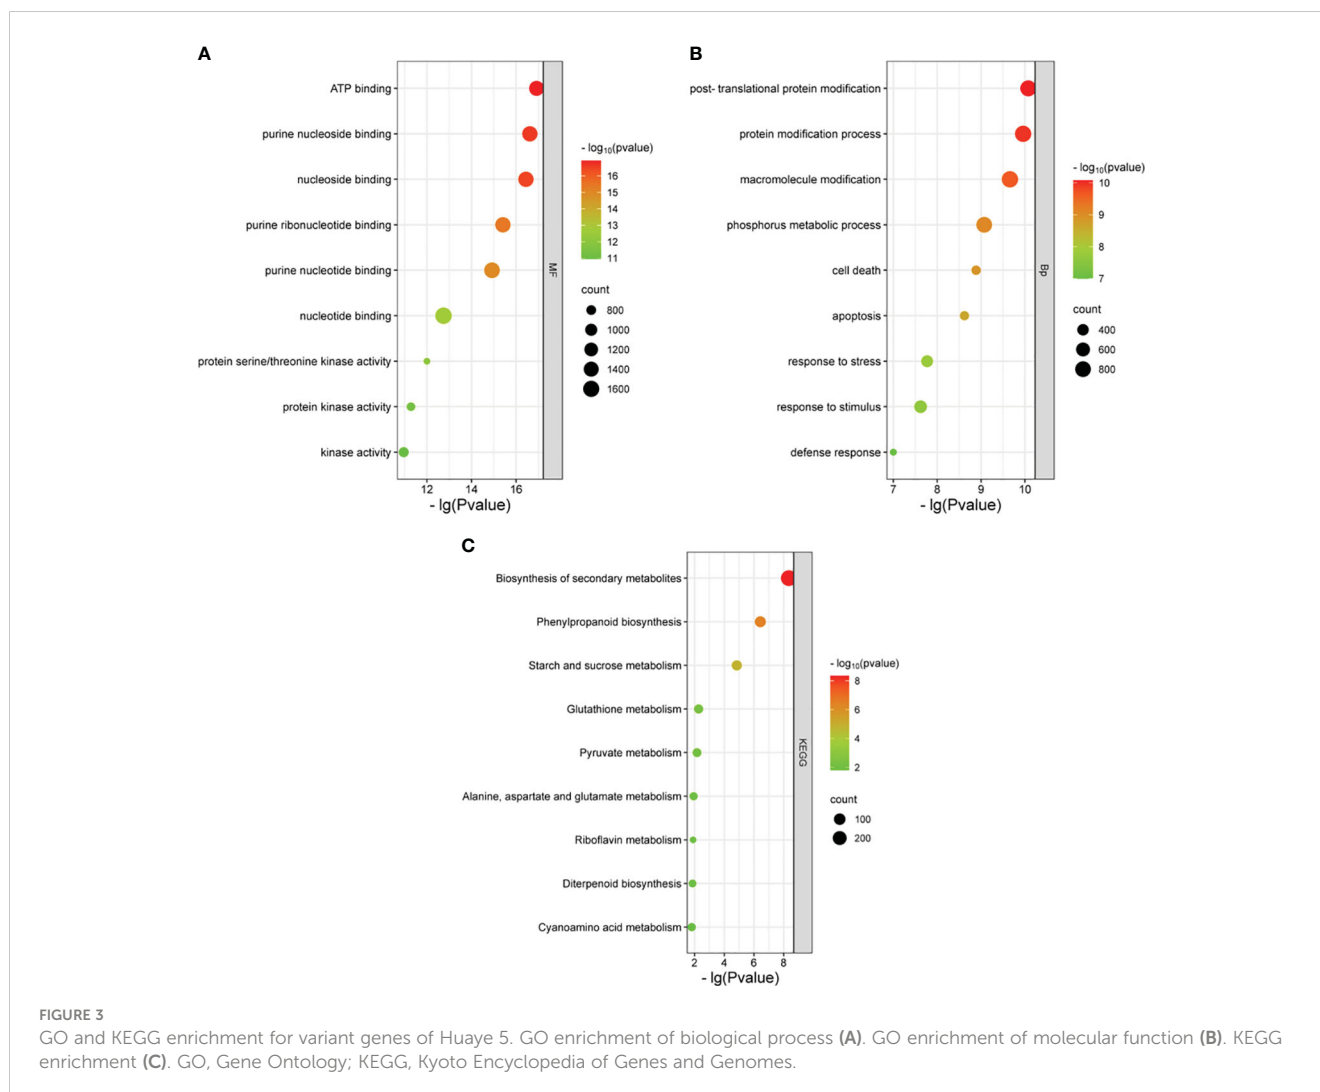 A
ATP binding
purine nucleoside binding
nucleoside binding
purine ribonucleotide binding
purine nucleotide binding
nucleotide binding
protein serine/threonine kinase activity
protein kinase activity
kinase activity
12 14 16
- lg(Pvalue)
MF
- log10(pvalue)
16
15
14
13
12
11
count
800
1000
1200
1400
1600
B
post- translational protein modification
protein modification process
macromolecule modification
phosphorus metabolic process
cell death
apoptosis
response to stress
response to stimulus
defense response
7 8 9 10
- lg(Pvalue)
Bp
- log10(pvalue)
10
9
8
7
count
400
600
800
C
Biosynthesis of secondary metabolites
Phenylpropanoid biosynthesis
Starch and sucrose metabolism
Glutathione metabolism
Pyruvate metabolism
Alanine, aspartate and glutamate metabolism
Riboflavin metabolism
Diterpenoid biosynthesis
Cyanoamino acid metabolism
2 4 6 8
- lg(Pvalue)
KEGG
- log10(pvalue)
8
6
4
2
count
100
200
FIGURE 3
GO and KEGG enrichment for variant genes of Huaye 5. GO enrichment of biological process (A). GO enrichment of molecular function (B). KEGG
enrichment (C). GO, Gene Ontology; KEGG, Kyoto Encyclopedia of Genes and Genomes.